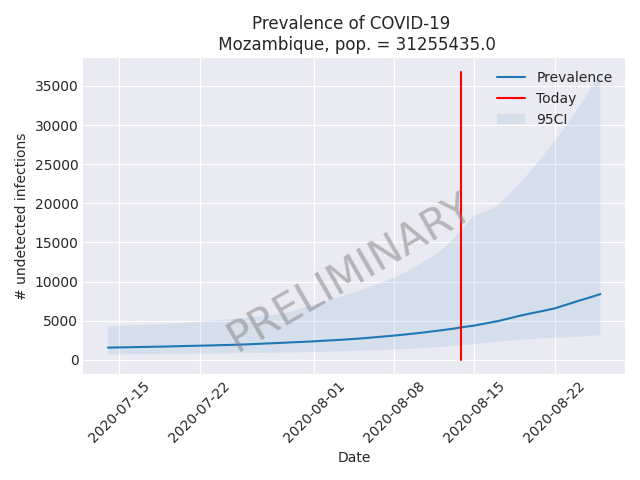 Prevalence of COVID-19
Mozambique, pop. = 31255435.0
Prevalence
Today
95CI
35000
30000
25000
20000
15000
10000
5000
0
# undetected infections
PRELIMINARY
2020-07-15
2020-07-22
2020-08-01
2020-08-08
2020-08-15
2020-08-22
Date